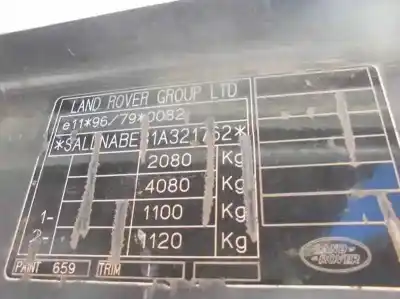 LAND ROVER GROUP LTD
e11*96/79*0082
2080 Kg
4080 Kg
1- 1100 Kg
2- 1120 Kg
PAINT 659 TRIM
LAND
ROVER